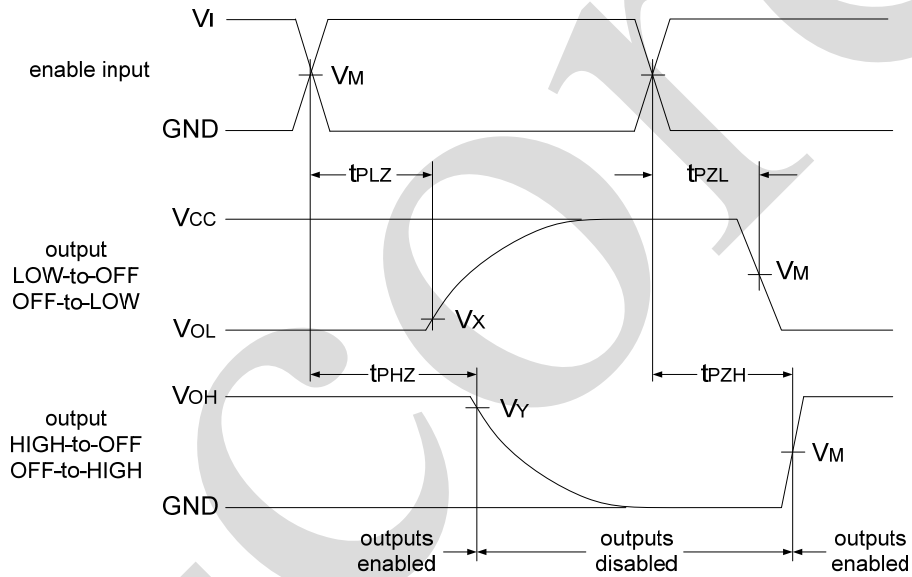 VI
enable input
VM
GND
tPLZ
tPZL
VCC
output
LOW-to-OFF
OFF-to-LOW
VM
VX
VOL
tPHZ
tPZH
VOH
VY
output
HIGH-to-OFF
OFF-to-HIGH
VM
GND
outputs
enabled
outputs
disabled
outputs
enabled